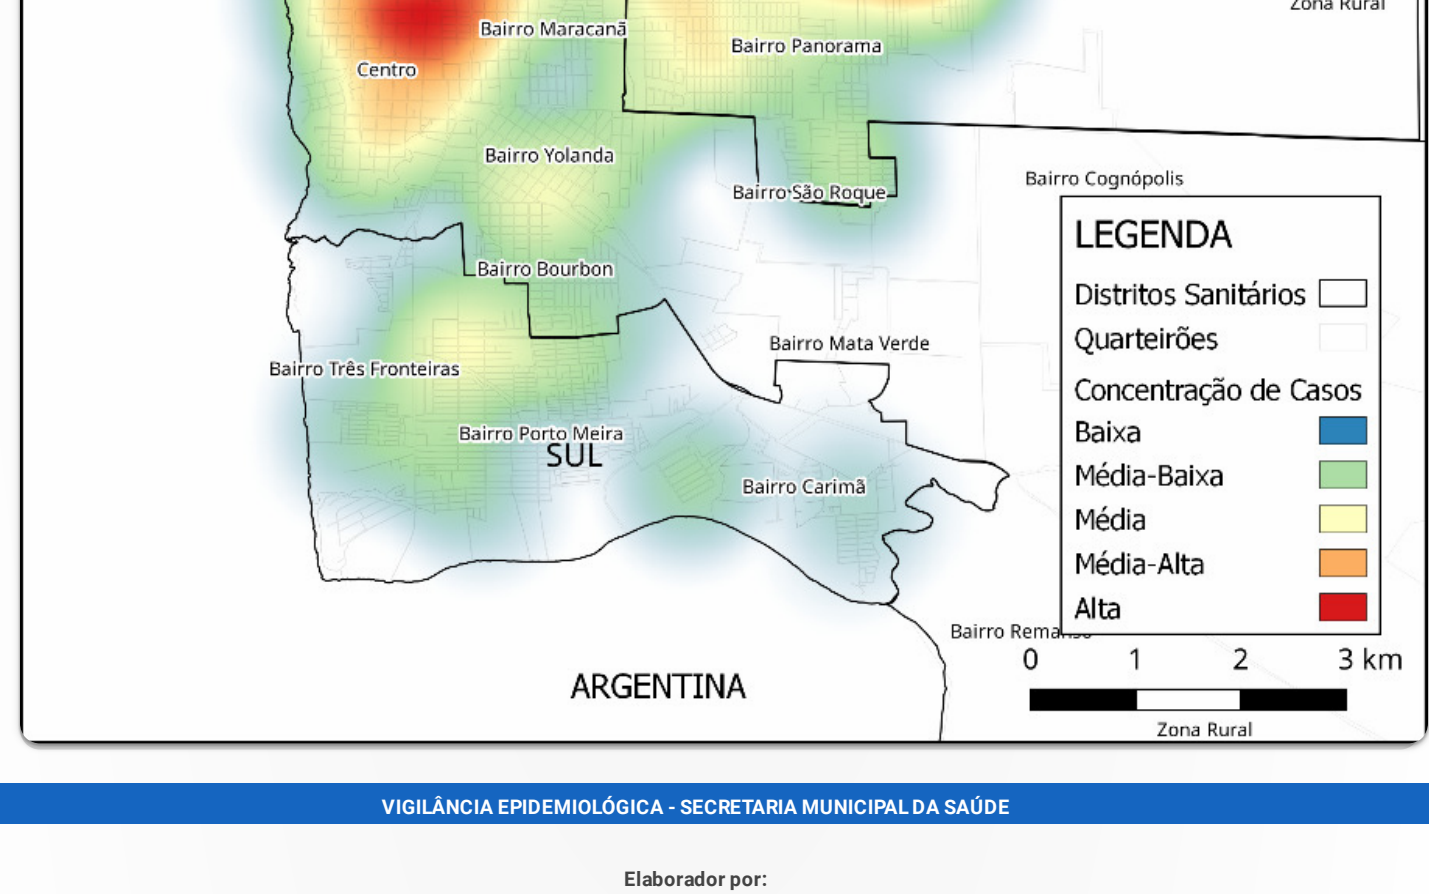 Zona Rural
Bairro Maracanã
Bairro Panorama
Centro
Bairro Yolanda
Bairro Cognópolis
Bairro São Roque
LEGENDA
Bairro Bourbon
Distritos Sanitários
Quarteirões
Bairro Mata Verde
Bairro Três Fronteiras
Concentração de Casos
Baixa
Bairro Porto Meira
SUL
Média-Baixa
Bairro Carimã
Média
Média-Alta
Alta
Bairro
0 1 2 3 km
ARGENTINA
Zona Rural
VIGILÂNCIA EPIDEMIOLÓGICA - SECRETARIA MUNICIPAL DA SAÚDE
Elaborador por: